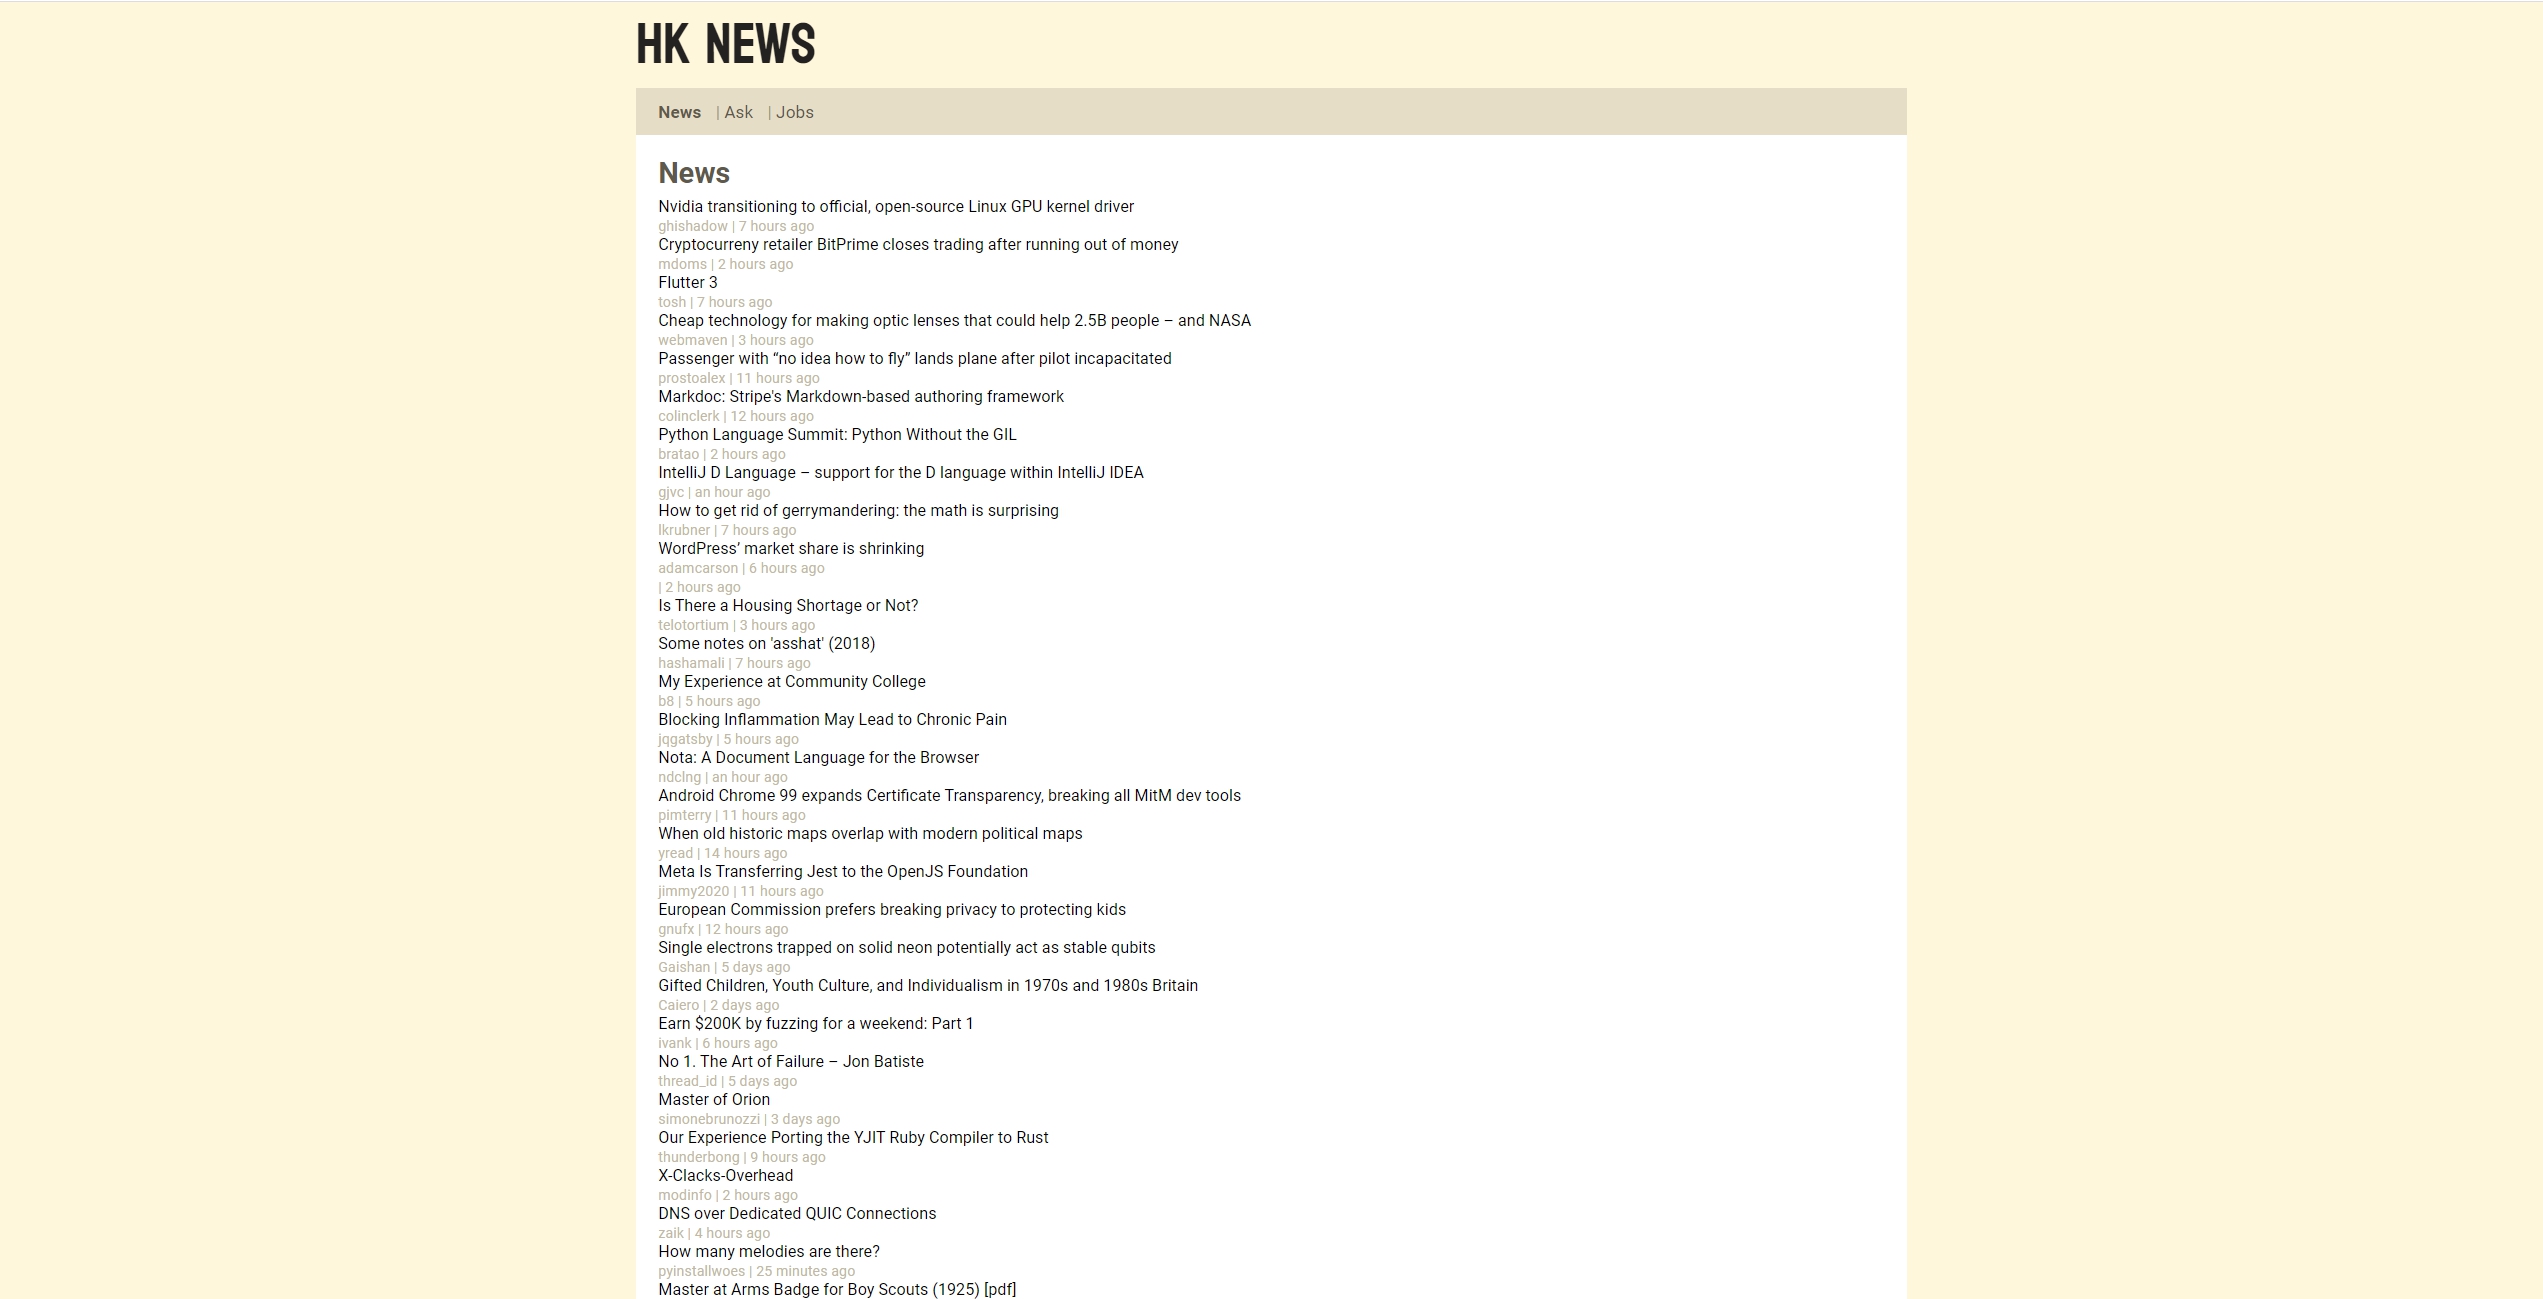 HK NEWS
News | Ask | Jobs
News
Nvidia transitioning to official, open-source Linux GPU kernel driver
ghishadow | 7 hours ago
Cryptocurreny retailer BitPrime closes trading after running out of money
mdoms | 2 hours ago
Flutter 3
tosh | 7 hours ago
Cheap technology for making optic lenses that could help 2.5B people – and NASA
webmaven | 3 hours ago
Passenger with “no idea how to fly” lands plane after pilot incapacitated
prostoalex | 11 hours ago
Markdoc: Stripe's Markdown-based authoring framework
colinclerk | 12 hours ago
Python Language Summit: Python Without the GIL
bratao | 2 hours ago
IntelliJ D Language – support for the D language within IntelliJ IDEA
gjvc | an hour ago
How to get rid of gerrymandering: the math is surprising
lkrubner | 7 hours ago
WordPress’ market share is shrinking
adamcarson | 6 hours ago
| 2 hours ago
Is There a Housing Shortage or Not?
telotortium | 3 hours ago
Some notes on 'asshat' (2018)
hashamali | 7 hours ago
My Experience at Community College
b8 | 5 hours ago
Blocking Inflammation May Lead to Chronic Pain
jqgatsby | 5 hours ago
Nota: A Document Language for the Browser
ndclng | an hour ago
Android Chrome 99 expands Certificate Transparency, breaking all MitM dev tools
pimterry | 11 hours ago
When old historic maps overlap with modern political maps
yread | 14 hours ago
Meta Is Transferring Jest to the OpenJS Foundation
jimmy2020 | 11 hours ago
European Commission prefers breaking privacy to protecting kids
gnufx | 12 hours ago
Single electrons trapped on solid neon potentially act as stable qubits
Gaishan | 5 days ago
Gifted Children, Youth Culture, and Individualism in 1970s and 1980s Britain
Caiero | 2 days ago
Earn $200K by fuzzing for a weekend: Part 1
ivank | 6 hours ago
No 1. The Art of Failure – Jon Batiste
thread_id | 5 days ago
Master of Orion
simonebrunozzi | 3 days ago
Our Experience Porting the YJIT Ruby Compiler to Rust
thunderbong | 9 hours ago
X-Clacks-Overhead
modinfo | 2 hours ago
DNS over Dedicated QUIC Connections
zaik | 4 hours ago
How many melodies are there?
pyinstallwoes | 25 minutes ago
Master at Arms Badge for Boy Scouts (1925) [pdf]